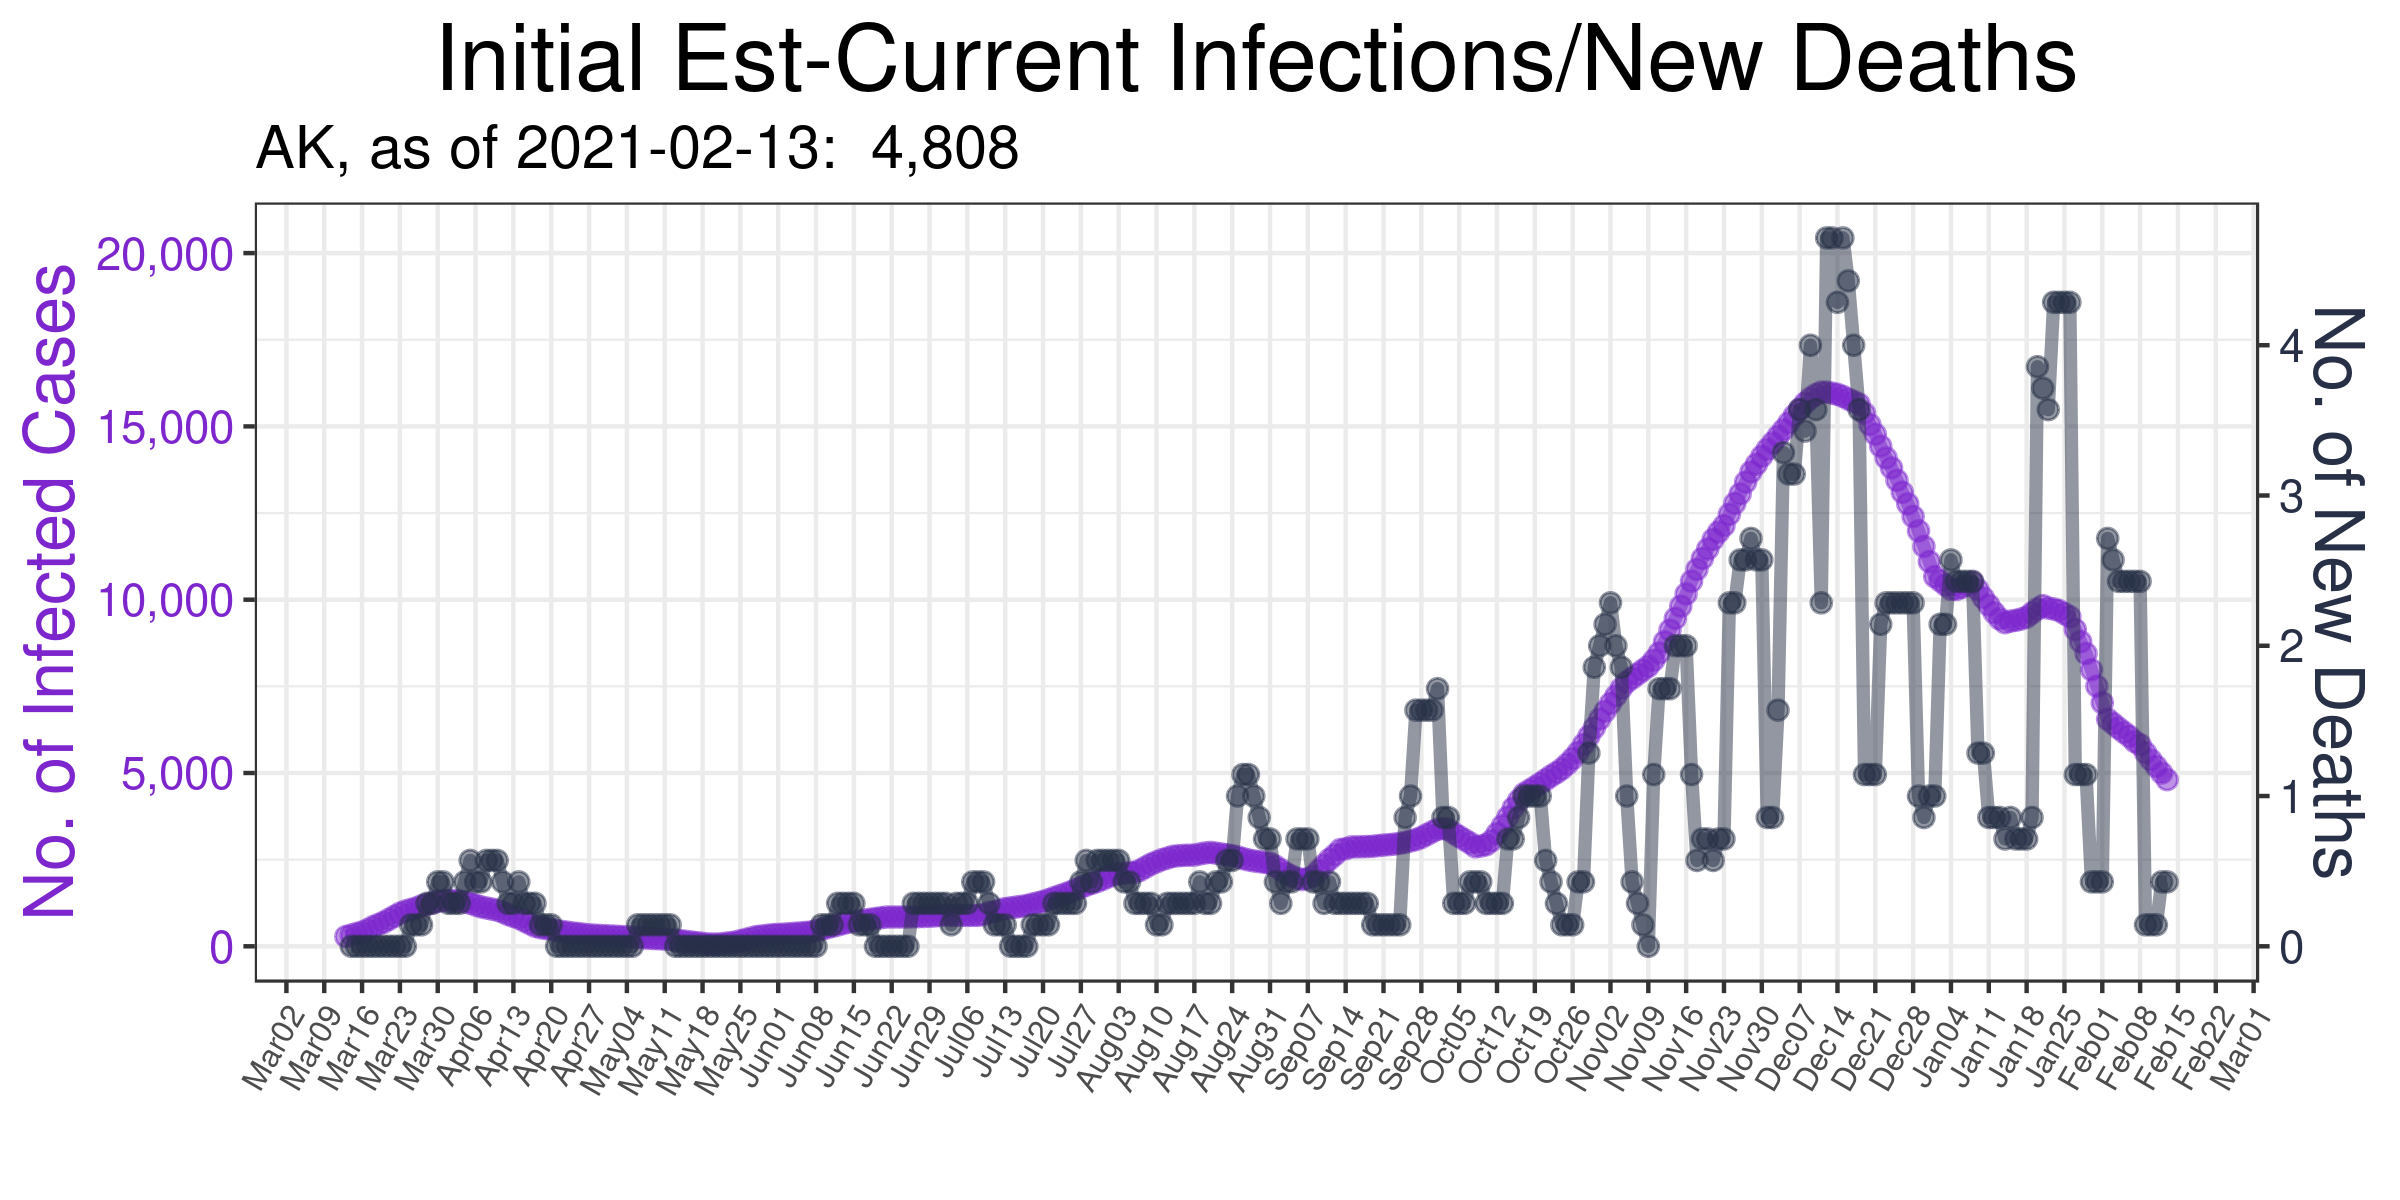 Initial Est-Current Infections/New Deaths
AK, as of 2021-02-13:  4,808
No. of Infected Cases
20,000
15,000
10,000
5,000
0
No. of New Deaths
4
3
2
1
0
Mar02
Mar09
Mar16
Mar23
Mar30
Apr06
Apr13
Apr20
Apr27
May04
May11
May18
May25
Jun01
Jun08
Jun15
Jun22
Jun29
Jul06
Jul13
Jul20
Jul27
Aug03
Aug10
Aug17
Aug24
Aug31
Sep07
Sep14
Sep21
Sep28
Oct05
Oct12
Oct19
Oct26
Nov02
Nov09
Nov16
Nov23
Nov30
Dec07
Dec14
Dec21
Dec28
Jan04
Jan11
Jan18
Jan25
Feb01
Feb08
Feb15
Feb22
Mar01